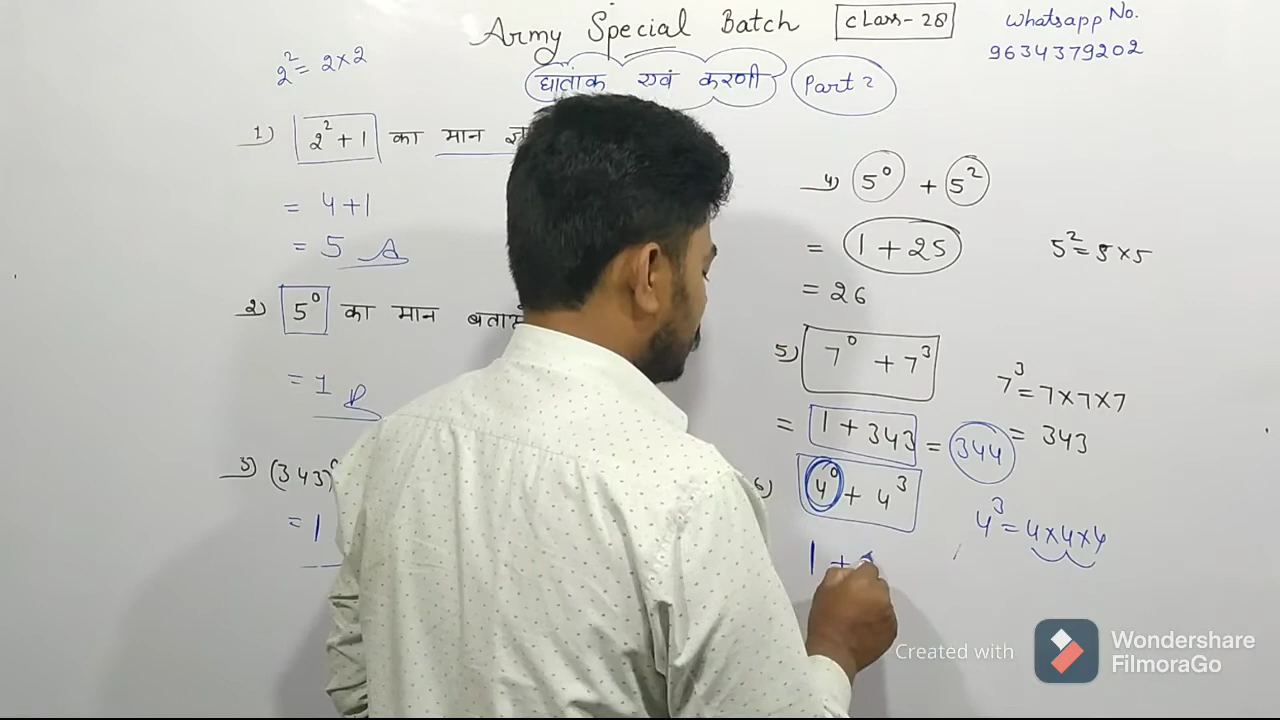 Army Special Batch
class-28
Whatsapp No.
9634379202
घातांक एवं करणी
Part 2
2² = 2×2
1) 2² + 1 का मान
= 4+1
= 5 A
2) 5⁰ का मान
= 1
3) (343)
= 1
4) 5⁰ + 5²
= 1 + 25
5² = 5×5
= 26
5) 7⁰ + 7³
7³ = 7×7×7
= 343
= 1 + 343 = 344
6) 4⁰ + 4³
4³ = 4×4×4
1 +
Created with
Wondershare
FilmoraGo